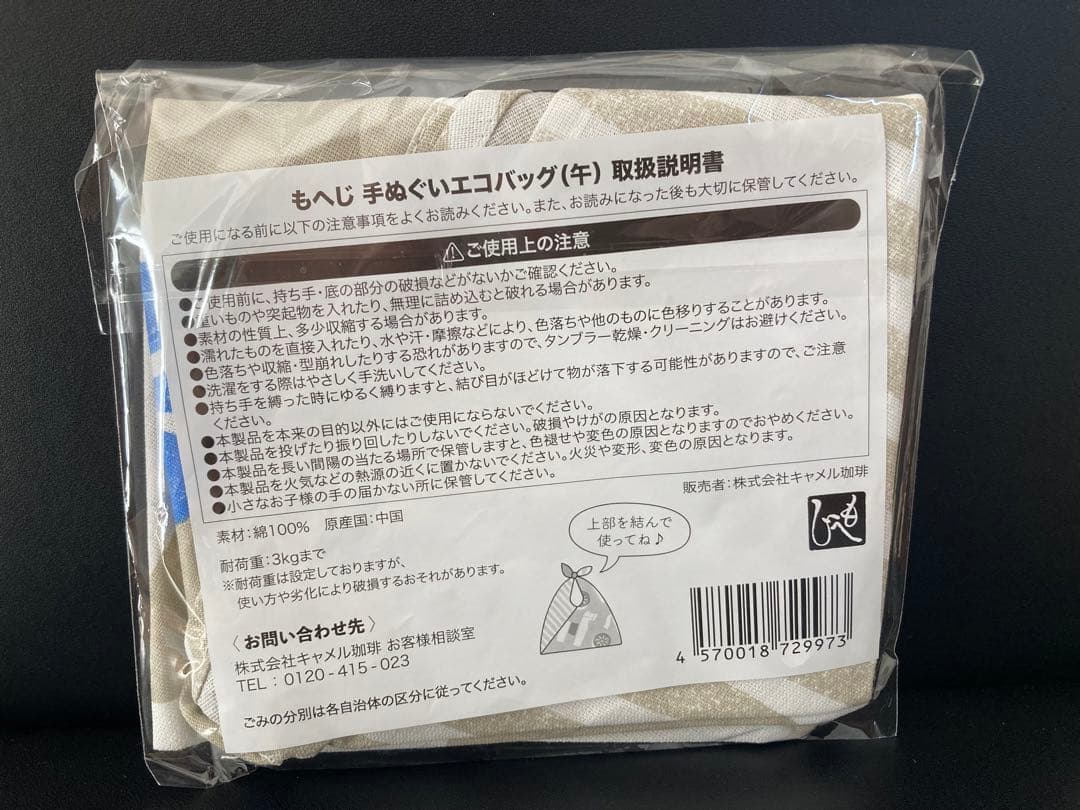 もへじ 手ぬぐいエコバッグ(午) 取扱説明書
ご使用になる前に以下の注意事項をよくお読みください。また、お読みになった後も大切に保管してください。
⚠ご使用上の注意
●ご使用前に、持ち手・底の部分の破損などがないかご確認ください。
●重いものや突起物を入れたり、無理に詰め込むと破れる場合があります。
●素材の性質上、多少収縮する場合があります。
●濡れたものを直接入れたり、水や汗・摩擦などにより、色落ちや他のものに色移りすることがあります。
●色落ちや収縮・型崩れしたりする恐れがありますので、タンブラー乾燥・クリーニングはお避けください。
●洗濯をする際はやさしく手洗いしてください。
●持ち手を縛った時にゆるく縛りますと、結び目がほどけて物が落下する可能性がありますので、ご注意
ください。
●本製品を本来の目的以外にはご使用にならないでください。
●本製品を投げたり振り回したりしないでください。破損やけがの原因となります。
●本製品を長い間陽の当たる場所で保管しますと、色褪せや変色の原因となりますのでおやめください。
●本製品を火気などの熱源の近くに置かないでください。火災や変形、変色の原因となります。
●小さなお子様の手の届かない所に保管してください。
素材:綿100% 原産国:中国
販売者:株式会社キャメル珈琲
もへじ
耐荷重:3kgまで
※耐荷重は設定しておりますが、
使い方や劣化により破損するおそれがあります。
上部を結んで
使ってね♪
〈お問い合わせ先〉
株式会社キャメル珈琲 お客様相談室
TEL:0120-415-023
ごみの分別は各自治体の区分に従ってください。
4 570018 729973